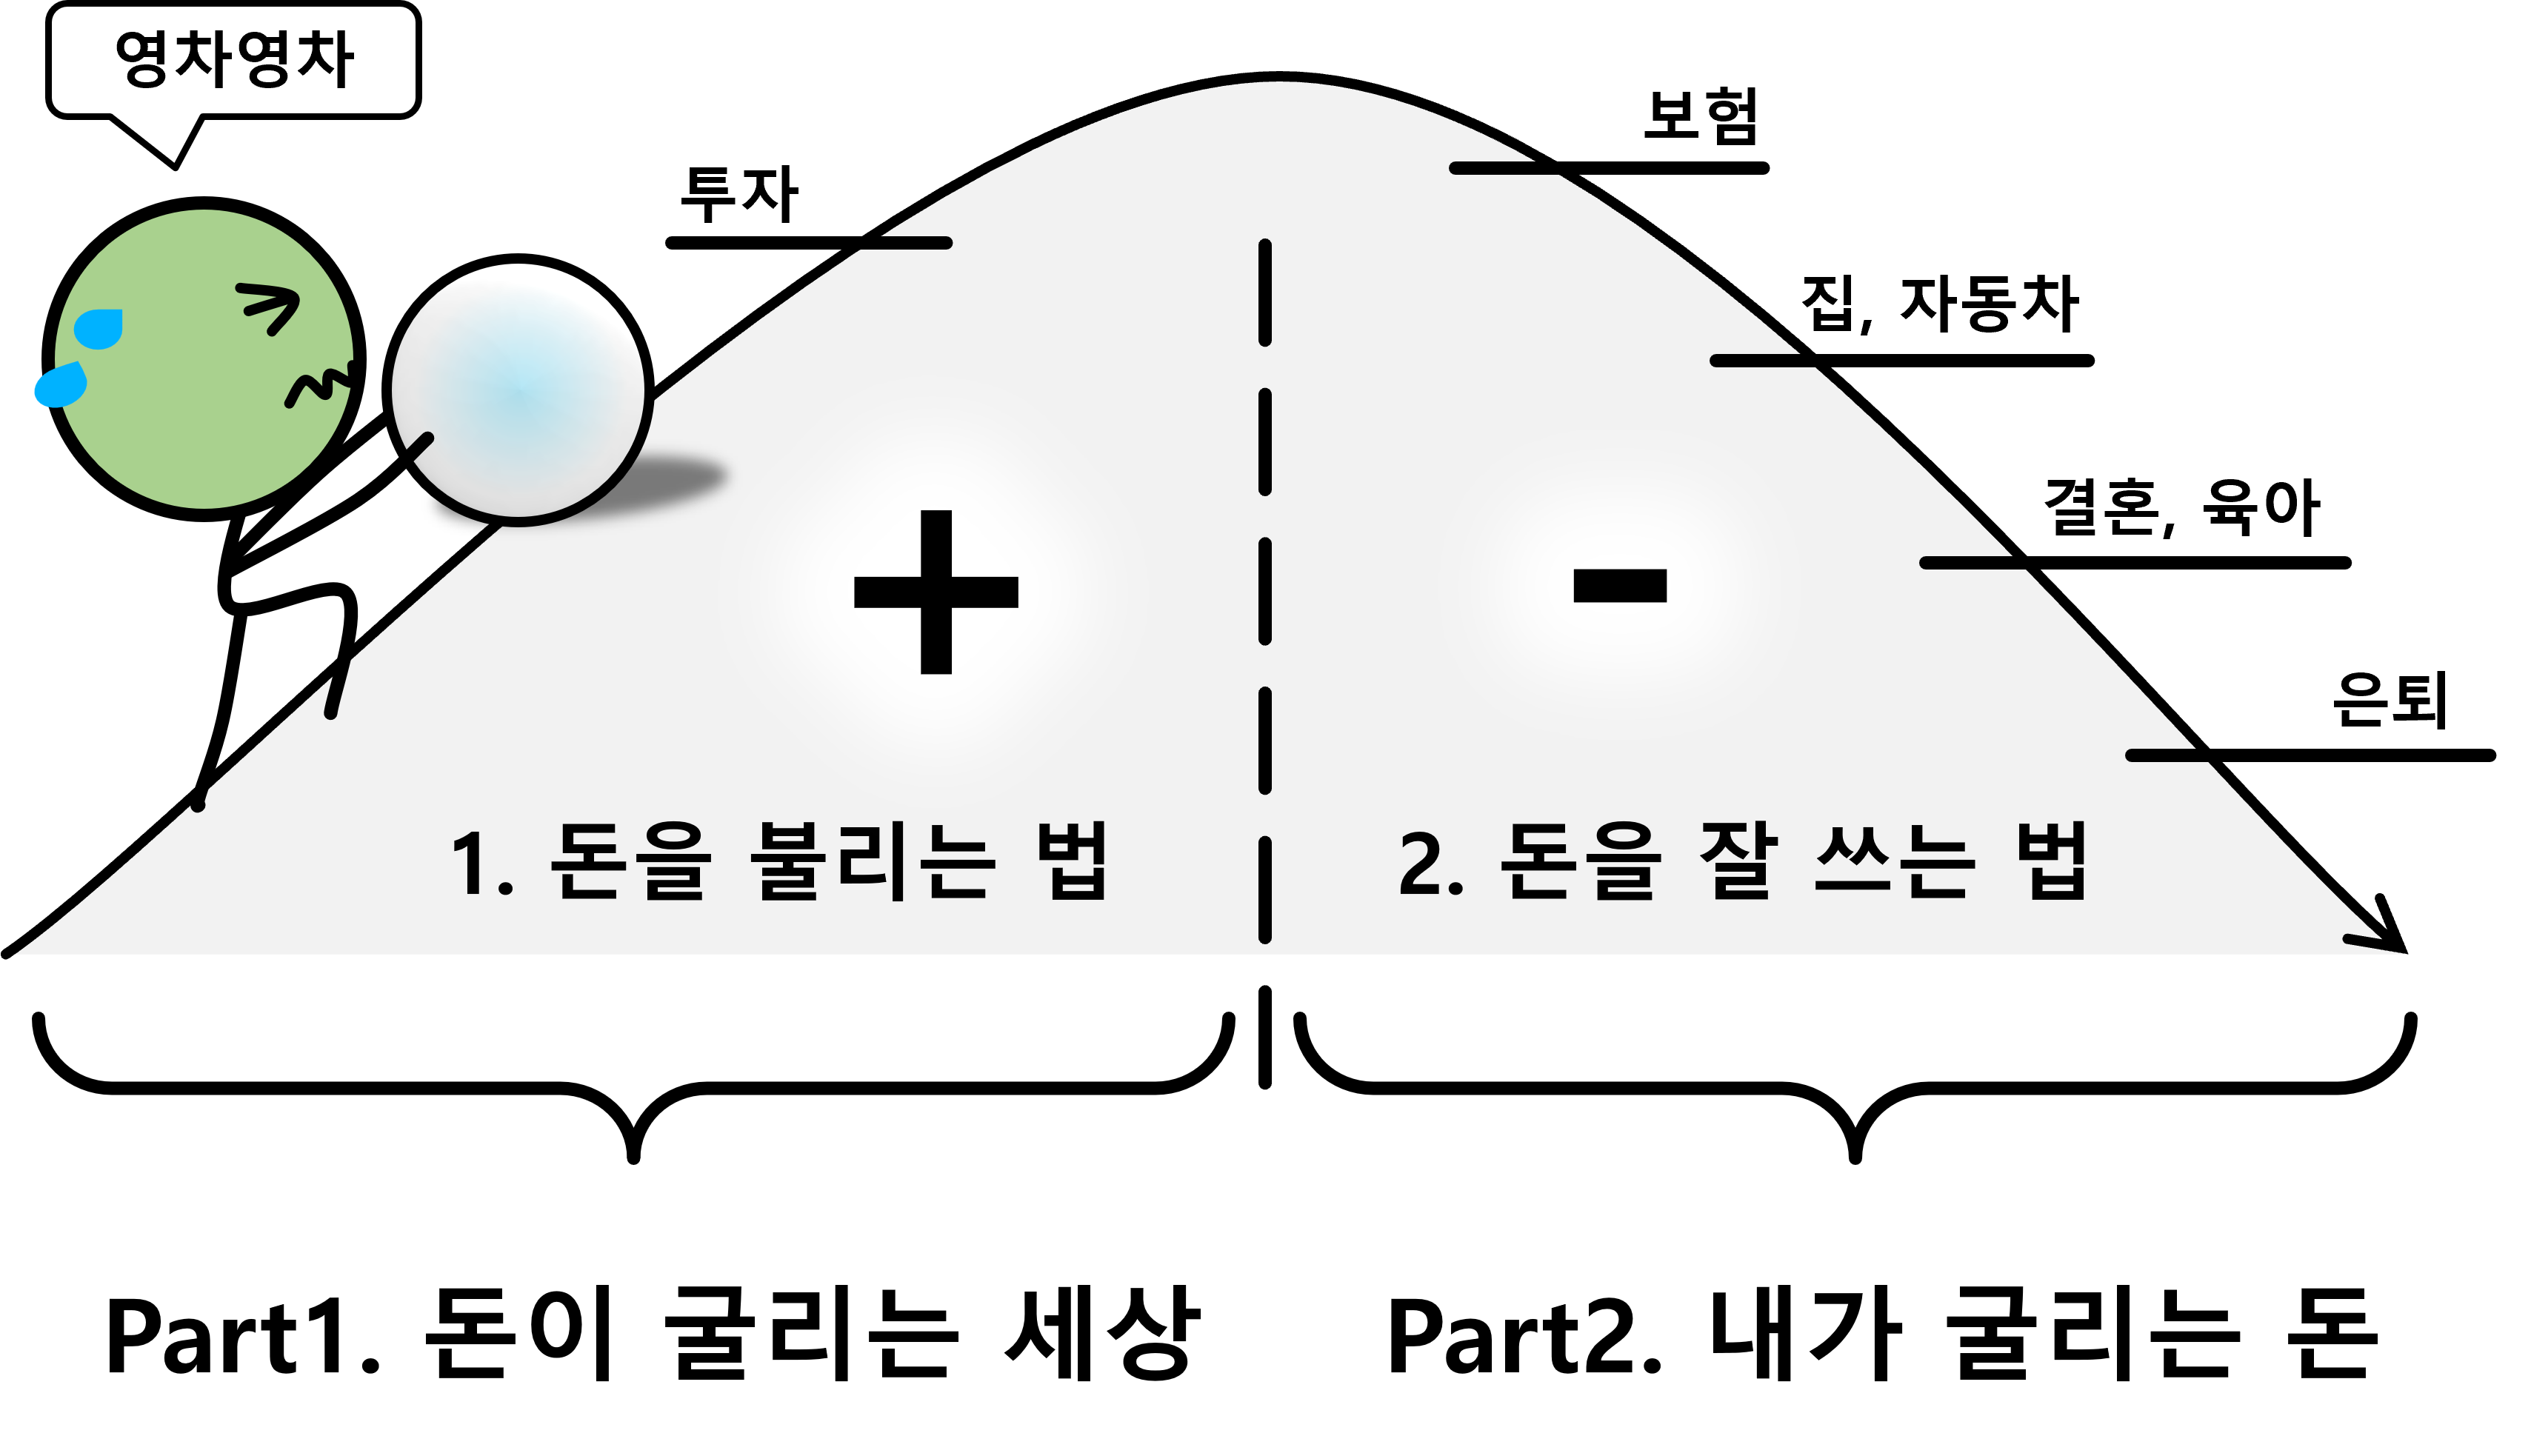 영차영차
투자
보험
집, 자동차
결혼, 육아
은퇴
+
-
1. 돈을 불리는 법
2. 돈을 잘 쓰는 법
Part1. 돈이 굴리는 세상
Part2. 내가 굴리는 돈